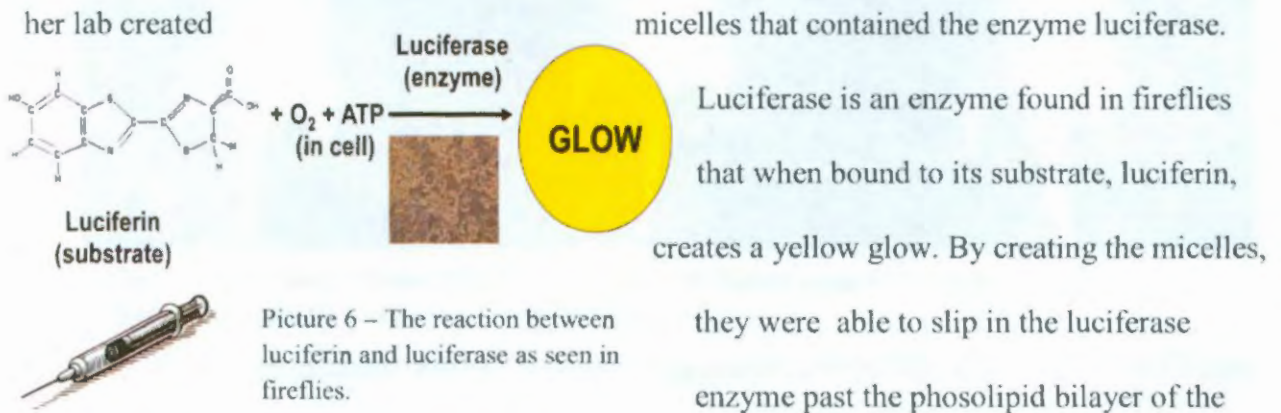 her lab created micelles that contained the enzyme luciferase.
Luciferase
(enzyme)
+ O2 + ATP
(in cell)
GLOW
Luciferin
(substrate)
Picture 6 – The reaction between
luciferin and luciferase as seen in
fireflies.
Luciferase is an enzyme found in fireflies
that when bound to its substrate, luciferin,
creates a yellow glow. By creating the micelles,
they were able to slip in the luciferase
enzyme past the phosolipid bilayer of the